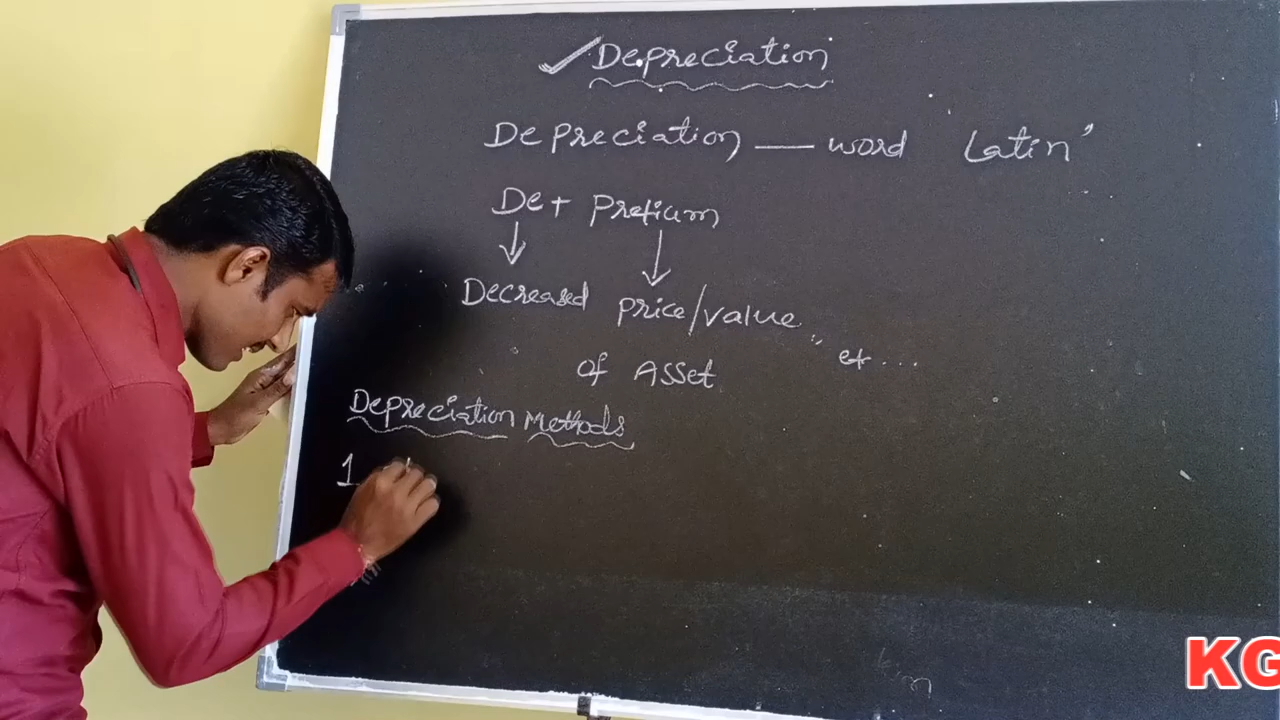 Depreciation
Depreciation — word Latin"
De + Pretium
Decreased Price/value
of Asset
Depreciation Methods
1
KG